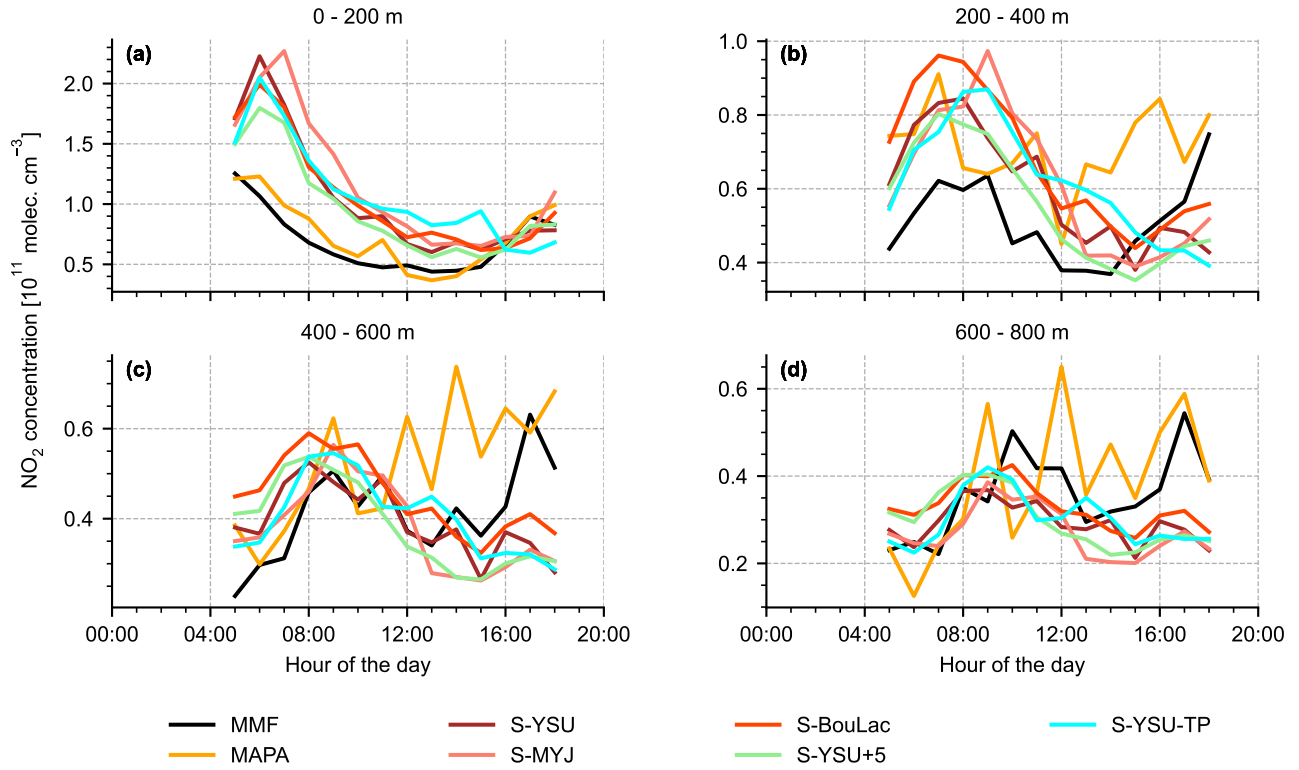 0 - 200 m
200 - 400 m
(a)
(b)
2.0
1.5
1.0
0.5
1.0
0.8
0.6
0.4
NO2 concentration [10^11 molec. cm−3]
400 - 600 m
600 - 800 m
(c)
(d)
0.6
0.4
0.6
0.4
0.2
00:00 04:00 08:00 12:00 16:00 20:00
00:00 04:00 08:00 12:00 16:00 20:00
Hour of the day
Hour of the day
MMF S-YSU S-BouLac S-YSU-TP
MAPA S-MYJ S-YSU+5